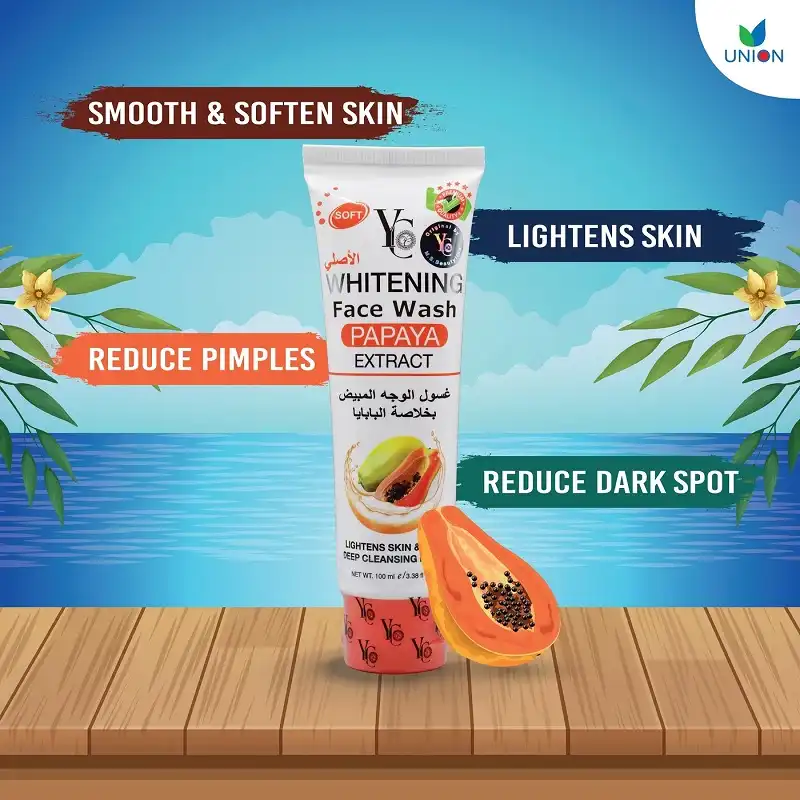 UNION
SMOOTH & SOFTEN SKIN
SOFT
YC
الأصلي
WHITENING
Face Wash
PAPAYA
EXTRACT
غسول الوجه المبيض
بخلاصة البابايا
LIGHTENS SKIN
REDUCE PIMPLES
REDUCE DARK SPOT
LIGHTENS SKIN &
DEEP CLEANSING
NET WT. 100 ml e/3.38 fl
YC